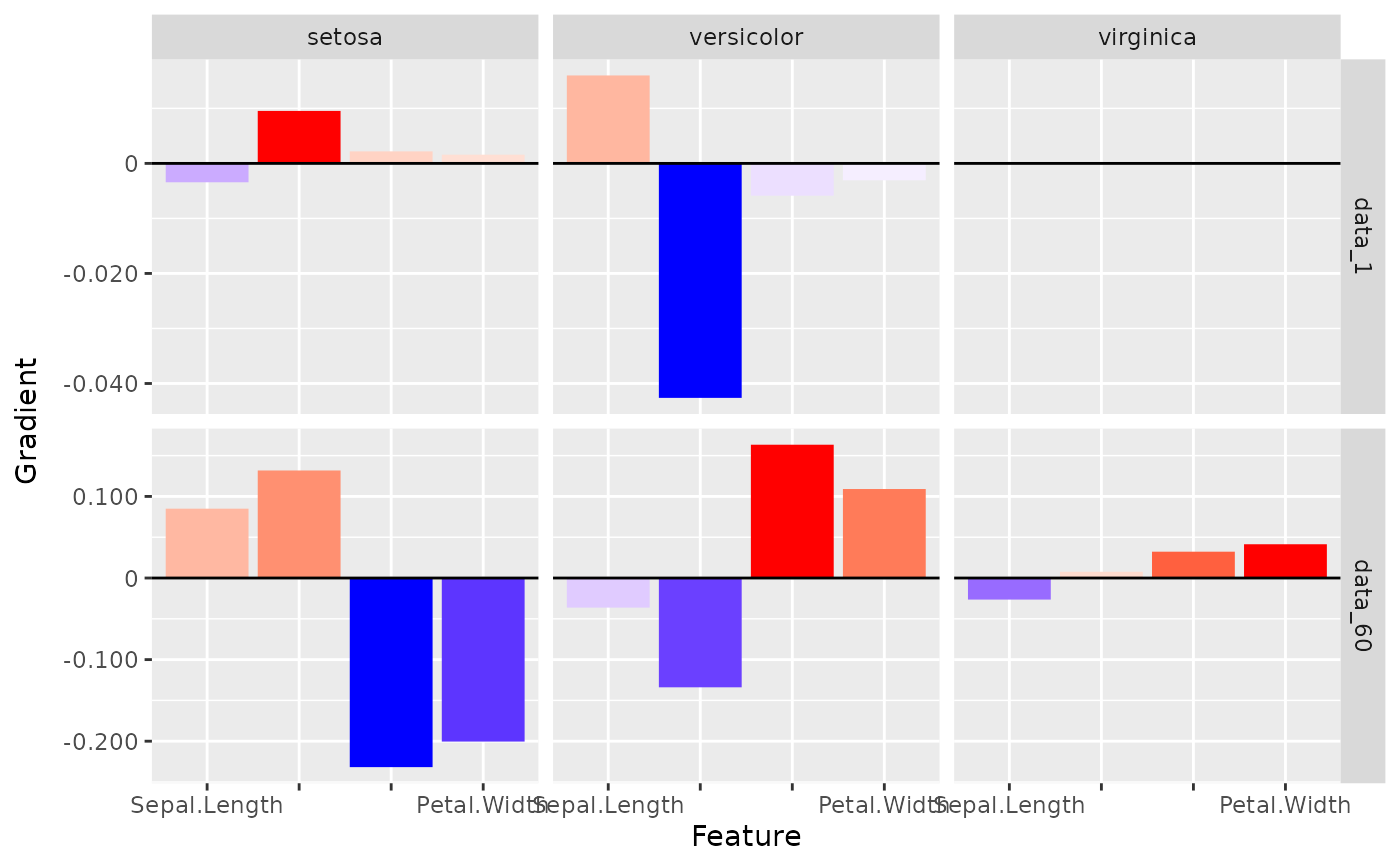 setosa
versicolor
virginica
0
-0.020
-0.040
data_1
Gradient
0.100
0
-0.100
-0.200
data_60
Sepal.Length Petal.Width Sepal.Length Petal.Width Sepal.Length Petal.Width
Feature